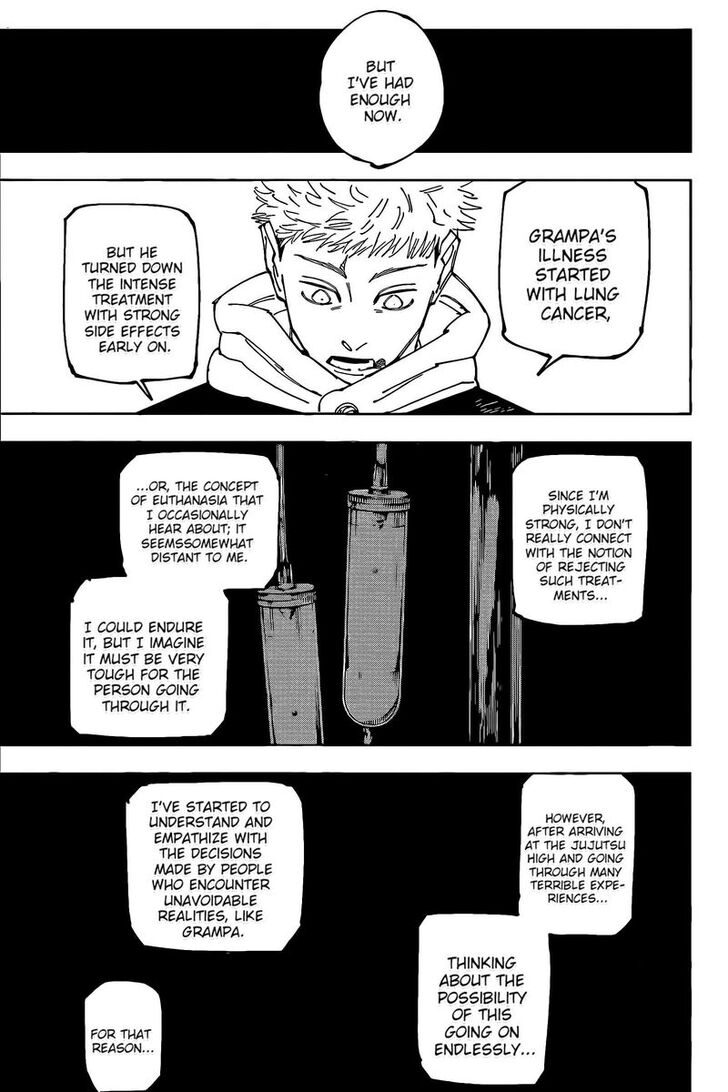 BUT
I'VE HAD
ENOUGH
NOW.
GRAMPA'S
ILLNESS
STARTED
WITH LUNG
CANCER,
BUT HE
TURNED DOWN
THE INTENSE
TREATMENT
WITH STRONG
SIDE EFFECTS
EARLY ON.
SINCE I'M
PHYSICALLY
STRONG, I DON'T
REALLY CONNECT
WITH THE NOTION
OF REJECTING
SUCH TREAT-
MENTS...
...OR, THE CONCEPT
OF EUTHANASIA THAT
I OCCASIONALLY
HEAR ABOUT; IT
SEEMSSOMEWHAT
DISTANT TO ME.
I COULD ENDURE
IT, BUT I IMAGINE
IT MUST BE VERY
TOUGH FOR THE
PERSON GOING
THROUGH IT.
HOWEVER,
AFTER ARRIVING
AT THE JUJUTSU
HIGH AND GOING
THROUGH MANY
TERRIBLE EXPE-
RIENCES...
THINKING
ABOUT THE
POSSIBILITY
OF THIS
GOING ON
ENDLESSLY...
I'VE STARTED TO
UNDERSTAND AND
EMPATHIZE WITH
THE DECISIONS
MADE BY PEOPLE
WHO ENCOUNTER
UNAVOIDABLE
REALITIES, LIKE
GRAMPA.
FOR THAT
REASON...